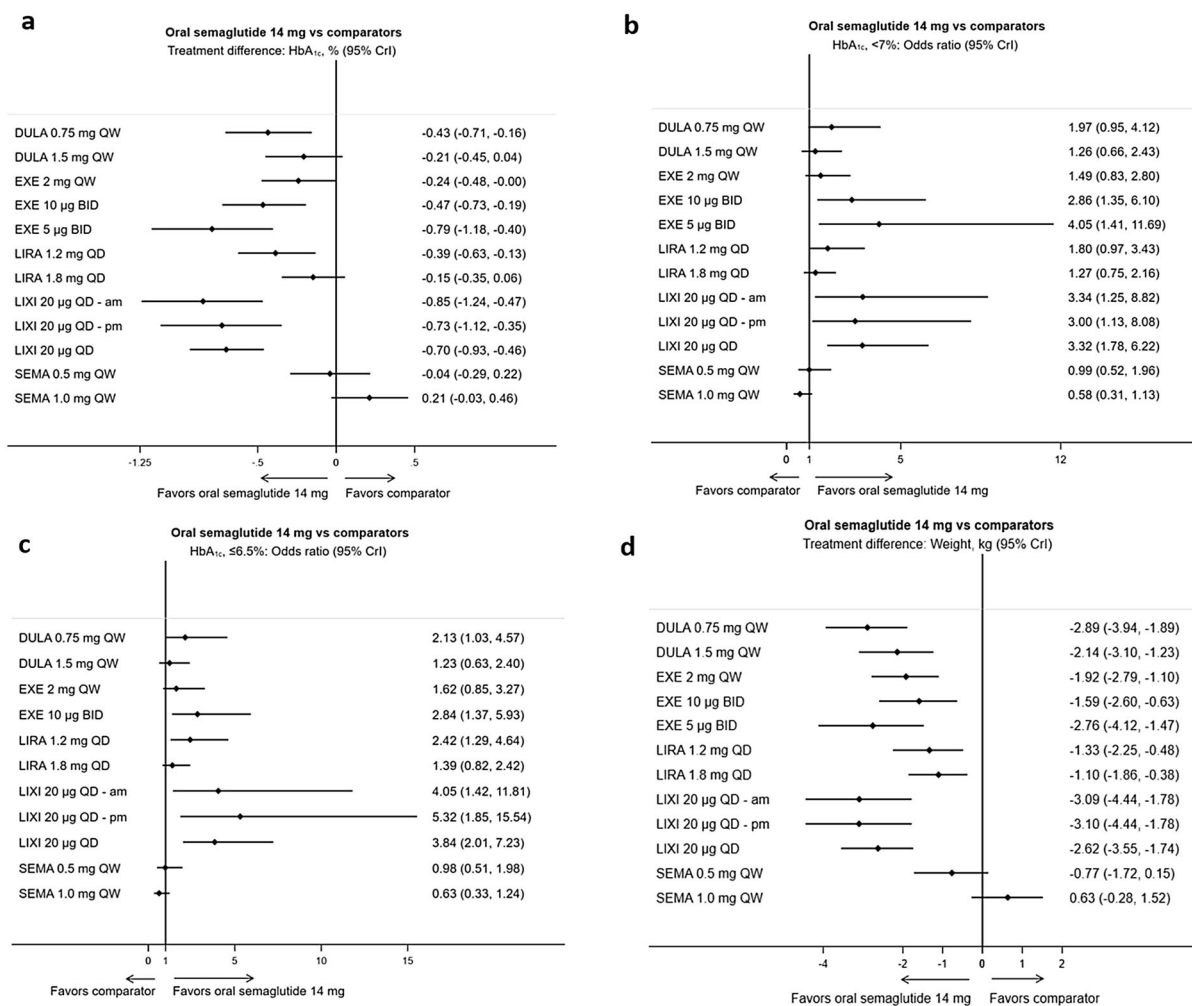 a
Oral semaglutide 14 mg vs comparators
Treatment difference: HbA1c, % (95% CrI)
DULA 0.75 mg QW -0.43 (-0.71, -0.16)
DULA 1.5 mg QW -0.21 (-0.45, 0.04)
EXE 2 mg QW -0.24 (-0.48, -0.00)
EXE 10 µg BID -0.47 (-0.73, -0.19)
EXE 5 µg BID -0.79 (-1.18, -0.40)
LIRA 1.2 mg QD -0.39 (-0.63, -0.13)
LIRA 1.8 mg QD -0.15 (-0.35, 0.06)
LIXI 20 µg QD - am -0.85 (-1.24, -0.47)
LIXI 20 µg QD - pm -0.73 (-1.12, -0.35)
LIXI 20 µg QD -0.70 (-0.93, -0.46)
SEMA 0.5 mg QW -0.04 (-0.29, 0.22)
SEMA 1.0 mg QW 0.21 (-0.03, 0.46)
-1.25 -.5 0 .5
Favors oral semaglutide 14 mg Favors comparator
b
Oral semaglutide 14 mg vs comparators
HbA1c, <7%: Odds ratio (95% CrI)
DULA 0.75 mg QW 1.97 (0.95, 4.12)
DULA 1.5 mg QW 1.26 (0.66, 2.43)
EXE 2 mg QW 1.49 (0.83, 2.80)
EXE 10 µg BID 2.86 (1.35, 6.10)
EXE 5 µg BID 4.05 (1.41, 11.69)
LIRA 1.2 mg QD 1.80 (0.97, 3.43)
LIRA 1.8 mg QD 1.27 (0.75, 2.16)
LIXI 20 µg QD - am 3.34 (1.25, 8.82)
LIXI 20 µg QD - pm 3.00 (1.13, 8.08)
LIXI 20 µg QD 3.32 (1.78, 6.22)
SEMA 0.5 mg QW 0.99 (0.52, 1.96)
SEMA 1.0 mg QW 0.58 (0.31, 1.13)
0 1 5 12
Favors comparator Favors oral semaglutide 14 mg
c
Oral semaglutide 14 mg vs comparators
HbA1c, ≤6.5%: Odds ratio (95% CrI)
DULA 0.75 mg QW 2.13 (1.03, 4.57)
DULA 1.5 mg QW 1.23 (0.63, 2.40)
EXE 2 mg QW 1.62 (0.85, 3.27)
EXE 10 µg BID 2.84 (1.37, 5.93)
LIRA 1.2 mg QD 2.42 (1.29, 4.64)
LIRA 1.8 mg QD 1.39 (0.82, 2.42)
LIXI 20 µg QD - am 4.05 (1.42, 11.81)
LIXI 20 µg QD - pm 5.32 (1.85, 15.54)
LIXI 20 µg QD 3.84 (2.01, 7.23)
SEMA 0.5 mg QW 0.98 (0.51, 1.98)
SEMA 1.0 mg QW 0.63 (0.33, 1.24)
0 1 5 10 15
Favors comparator Favors Oral semaglutide 14 mg
d
Oral semaglutide 14 mg vs comparators
Treatment difference: Weight, kg (95% CrI)
DULA 0.75 mg QW -2.89 (-3.94, -1.89)
DULA 1.5 mg QW -2.14 (-3.10, -1.23)
EXE 2 mg QW -1.92 (-2.79, -1.10)
EXE 10 µg BID -1.59 (-2.60, -0.63)
EXE 5 µg BID -2.76 (-4.12, -1.47)
LIRA 1.2 mg QD -1.33 (-2.25, -0.48)
LIRA 1.8 mg QD -1.10 (-1.86, -0.38)
LIXI 20 µg QD - am -3.09 (-4.44, -1.78)
LIXI 20 µg QD - pm -3.10 (-4.44, -1.78)
LIXI 20 µg QD -2.62 (-3.55, -1.74)
SEMA 0.5 mg QW -0.77 (-1.72, 0.15)
SEMA 1.0 mg QW 0.63 (-0.28, 1.52)
-4 -2 -1 0 1 2
Favors oral semaglutide 14 mg Favors comparator